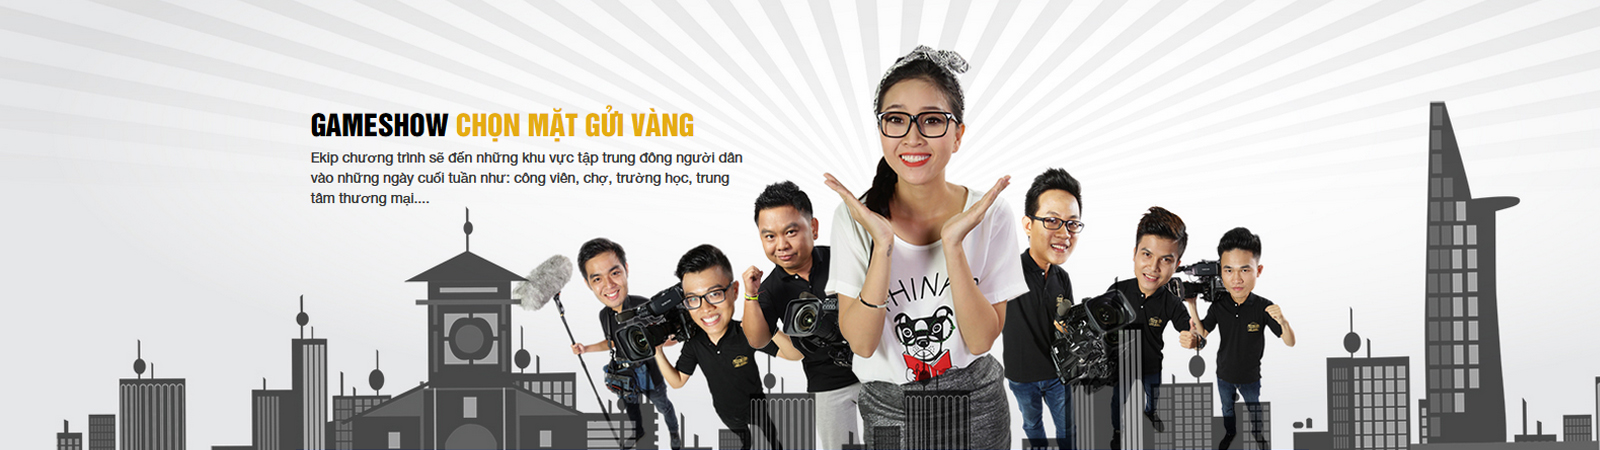 GAMESHOW CHỌN MẶT GỬI VÀNG
Ekip chương trình sẽ đến những khu vực tập trung đông người dân
vào những ngày cuối tuần như: công viên, chợ, trường học, trung
tâm thương mại....